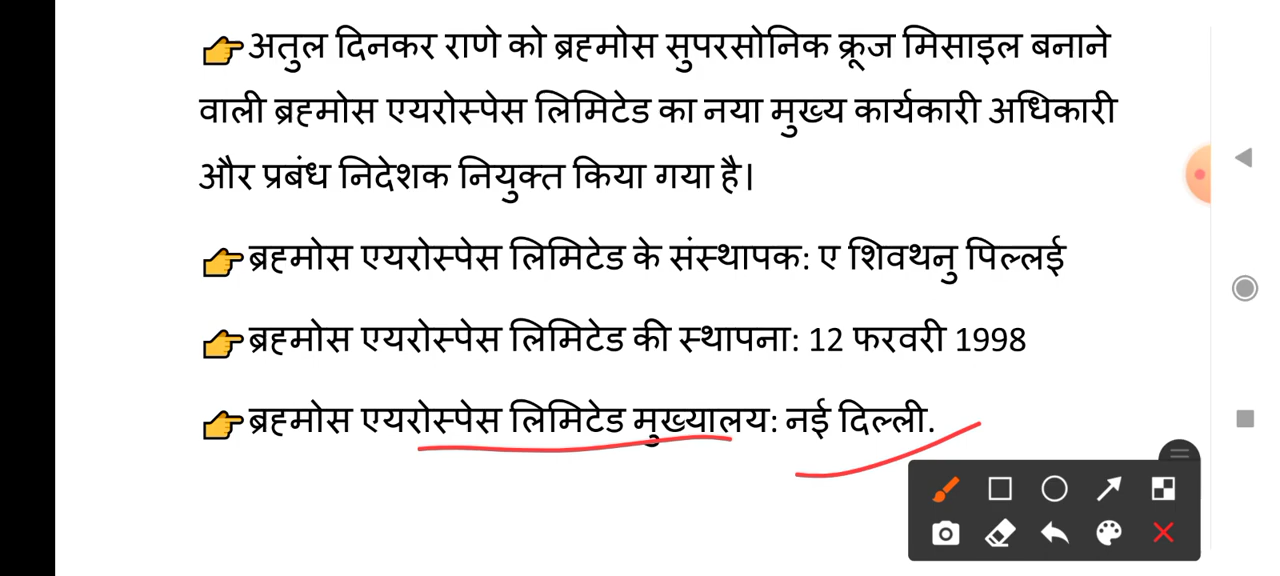 👉अतुल दिनकर राणे को ब्रह्मोस सुपरसोनिक क्रूज मिसाइल बनाने
वाली ब्रह्मोस एयरोस्पेस लिमिटेड का नया मुख्य कार्यकारी अधिकारी
और प्रबंध निदेशक नियुक्त किया गया है।
👉ब्रह्मोस एयरोस्पेस लिमिटेड के संस्थापक: ए शिवथनु पिल्लई
👉ब्रह्मोस एयरोस्पेस लिमिटेड की स्थापना: 12 फरवरी 1998
👉ब्रह्मोस एयरोस्पेस लिमिटेड मुख्यालय: नई दिल्ली.